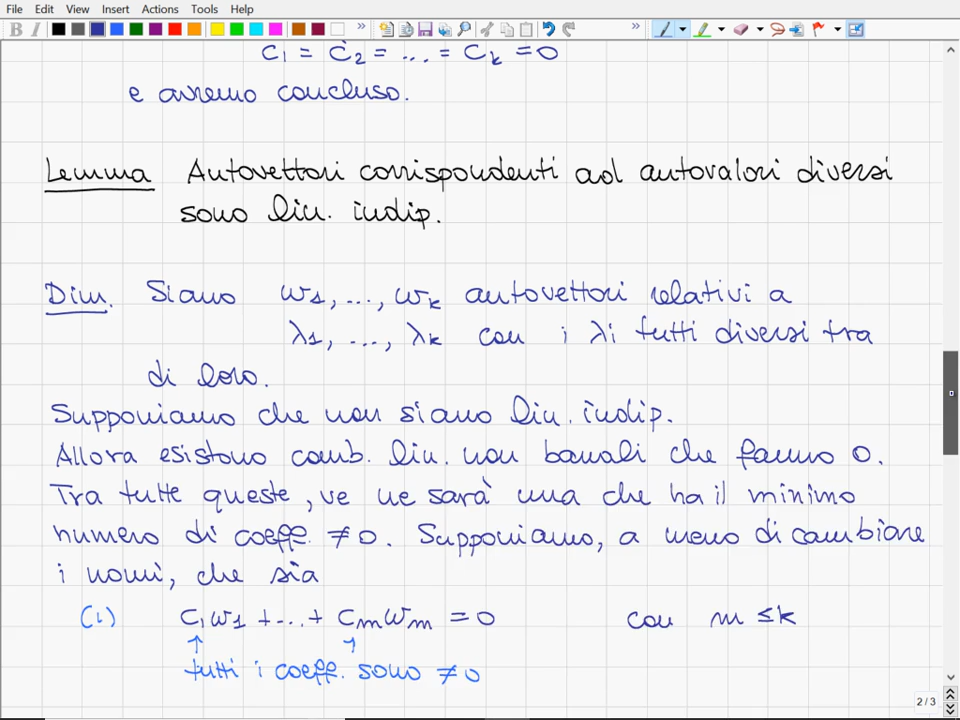 File Edit View Insert Actions Tools Help
B I
C1 = C2 = ... = Ck = 0
e avremo concluso.
Lemma Autovettori corrispondenti ad autovalori diversi
sono lin. indip.
Dim. Siano w1, ..., wk autovettori relativi a
λ1, ..., λk con i λi tutti diversi tra
di loro.
Supponiamo che non siano lin. indip.
Allora esistono comb. lin. non banali che fanno 0.
Tra tutte queste, ve ne sarà una che ha il minimo
numero di coeff. ≠ 0. Supponiamo, a meno di cambiare
i nomi, che sia
(1) C1w1 + ... + Cmwm = 0 con m ≤ k
↑ ↑
tutti i coeff. sono ≠ 0
2 / 3